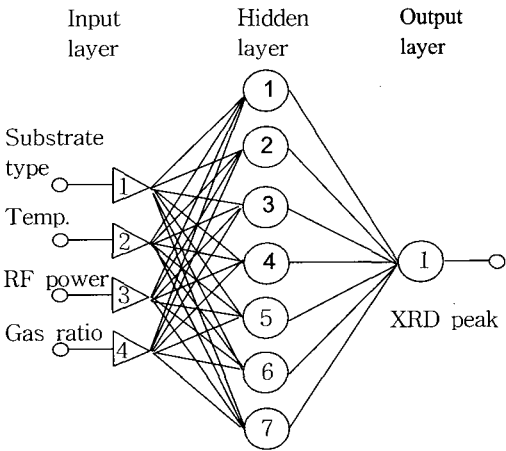 Input
layer
Hidden
layer
Output
layer
Substrate
type
Temp.
RF power
Gas ratio
1
2
3
4
1
2
3
4
5
6
7
1
XRD peak